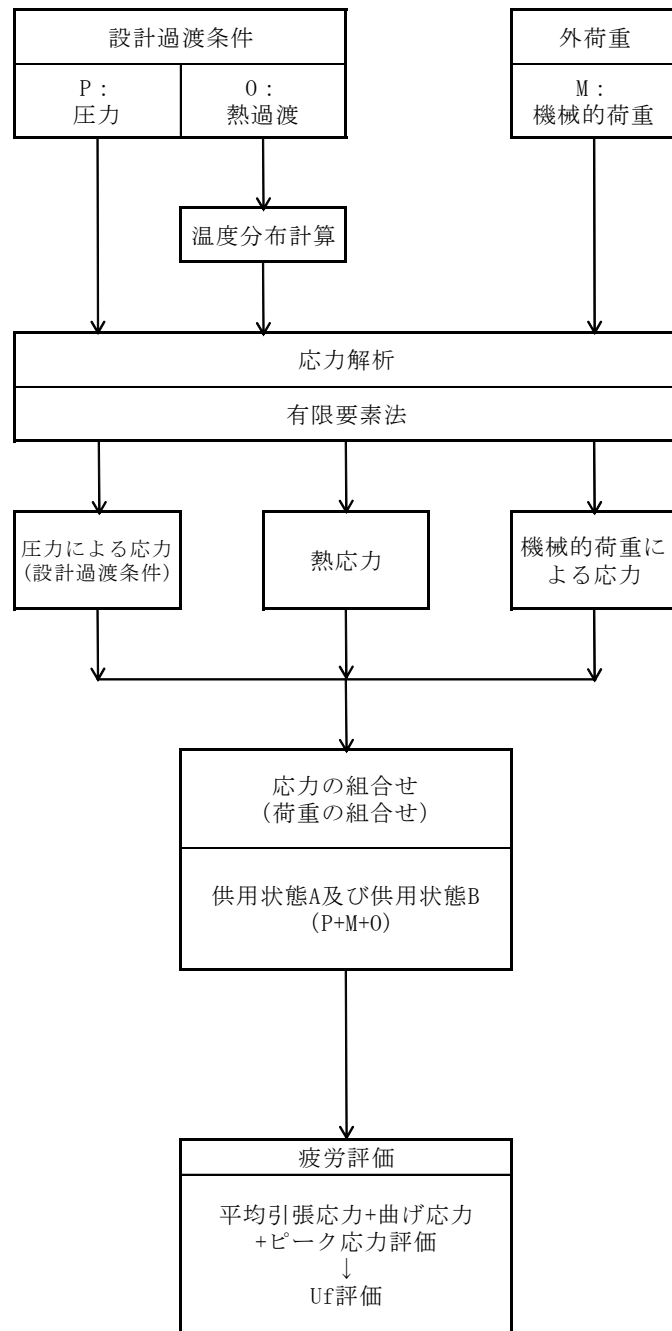 設計過渡条件
外荷重
P：
圧力
O：
熱過渡
M：
機械的荷重
温度分布計算
応力解析
有限要素法
圧力による応力
(設計過渡条件)
熱応力
機械的荷重に
よる応力
応力の組合せ
(荷重の組合せ)
供用状態A及び供用状態B
(P+M+O)
疲労評価
平均引張応力+曲げ応力
+ピーク応力評価
↓
Uf評価